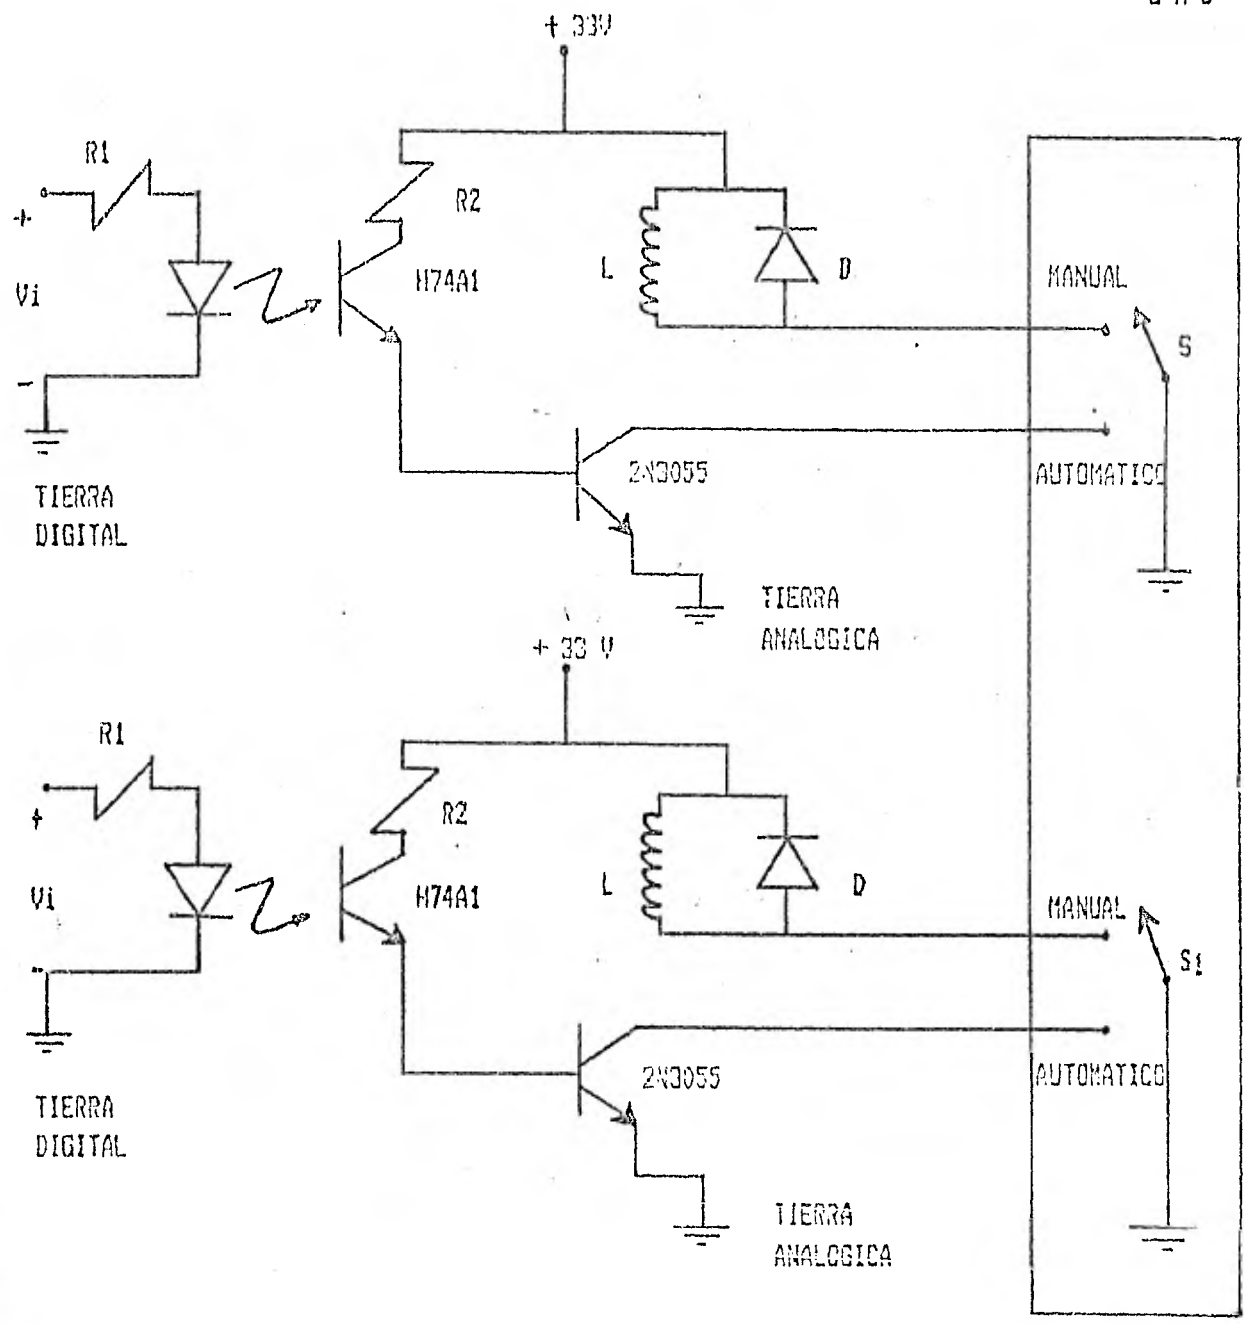 + 33V
R1
R2
+
Vi
H74A1
L
D
MANUAL
S
-
2N3055
AUTOMATICO
TIERRA
DIGITAL
TIERRA
ANALOGICA
+ 33 V
R1
R2
+
Vi
H74A1
L
D
MANUAL
S1
-
2N3055
AUTOMATICO
TIERRA
DIGITAL
TIERRA
ANALOGICA